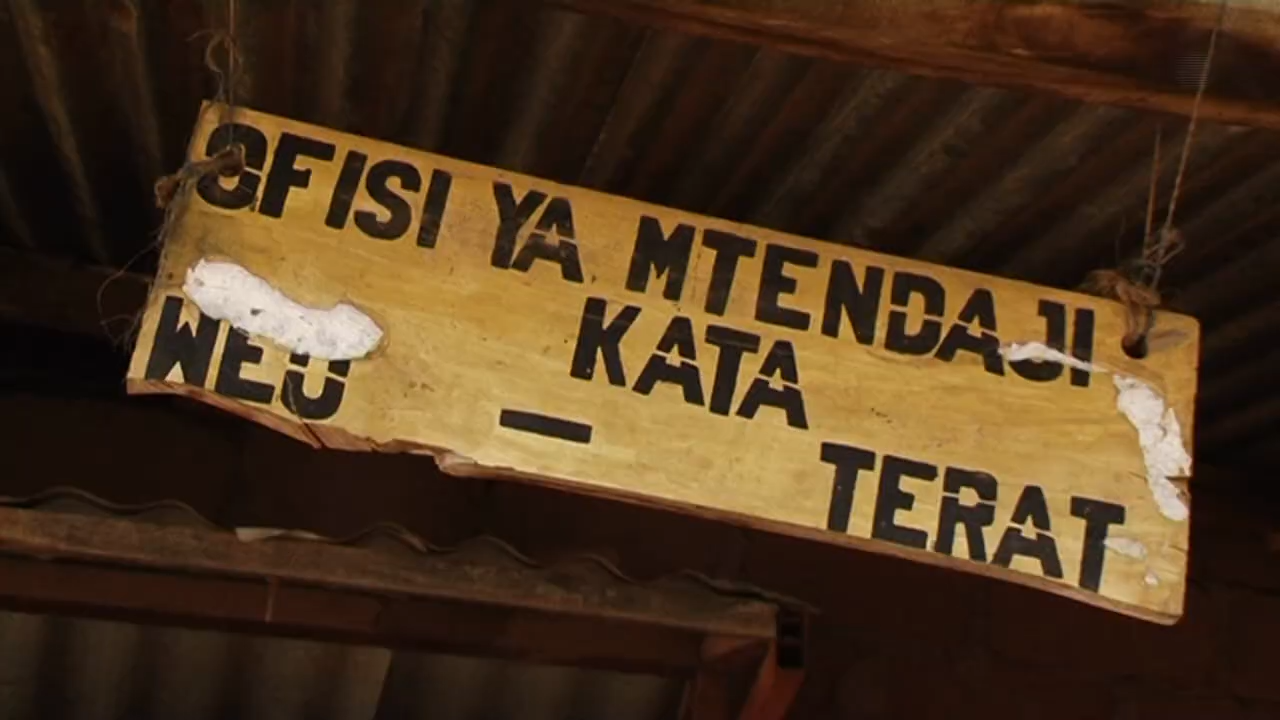 OFISI YA MTENDAJI
KATA
WEO — TERAT